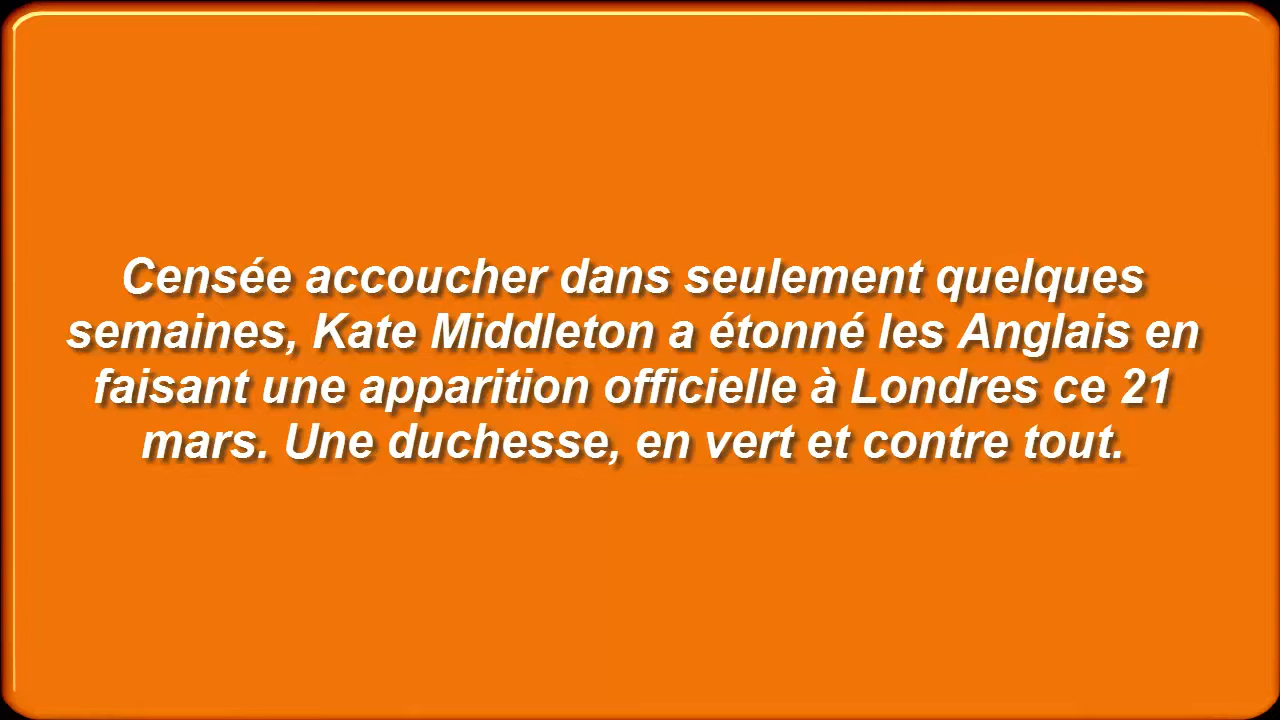 Censée accoucher dans seulement quelques
semaines, Kate Middleton a étonné les Anglais en
faisant une apparition officielle à Londres ce 21
mars. Une duchesse, en vert et contre tout.